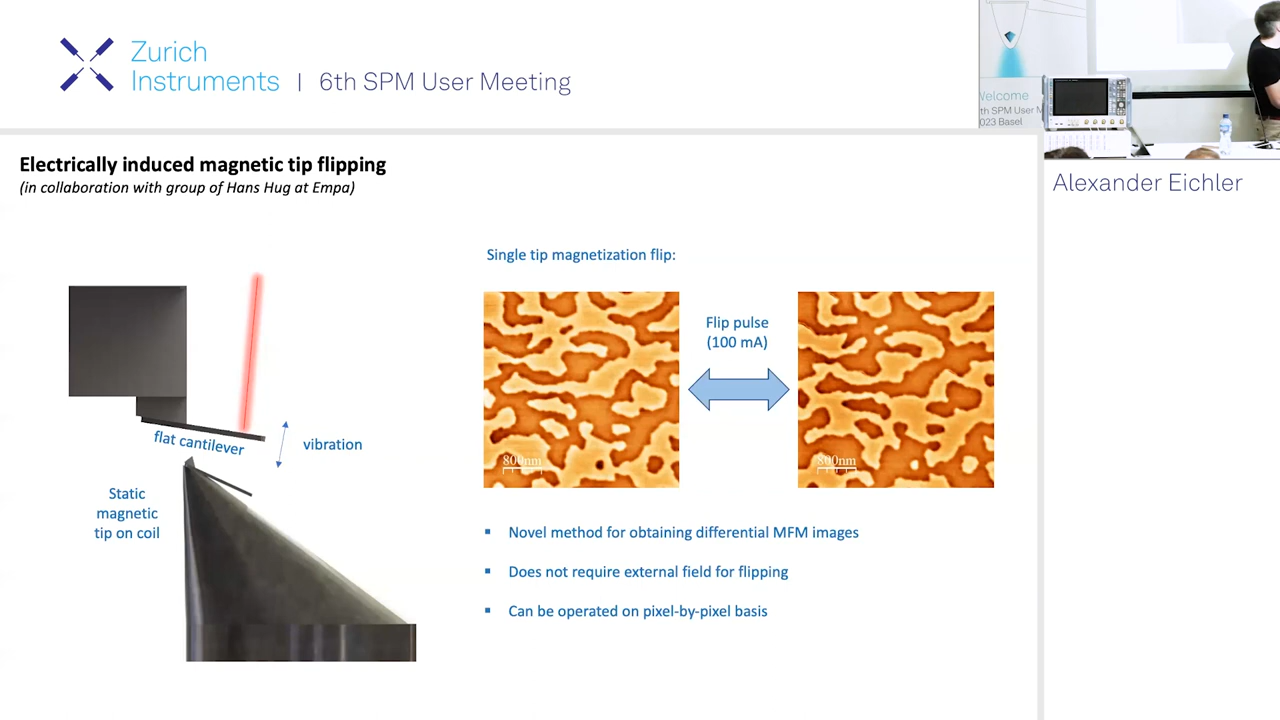 Zurich
Instruments | 6th SPM User Meeting
Welcome
th SPM User M
023 Basel
Alexander Eichler
Electrically induced magnetic tip flipping
(in collaboration with group of Hans Hug at Empa)
flat cantilever
vibration
Static
magnetic
tip on coil
Single tip magnetization flip:
800nm
Flip pulse
(100 mA)
800nm
▪ Novel method for obtaining differential MFM images
▪ Does not require external field for flipping
▪ Can be operated on pixel-by-pixel basis